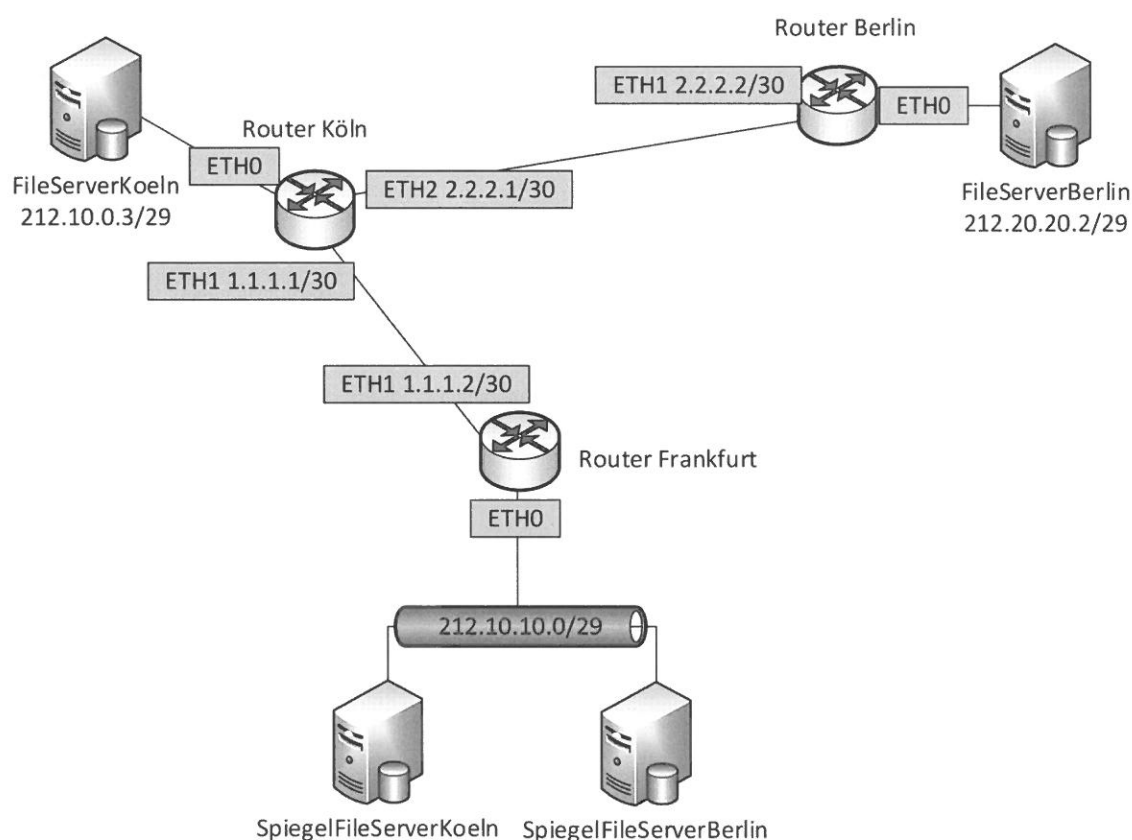 Router Berlin
ETH1 2.2.2.2/30
ETH0
Router Köln
ETH0
FileServerKoeln
212.10.0.3/29
ETH2 2.2.2.1/30
FileServerBerlin
212.20.20.2/29
ETH1 1.1.1.1/30
ETH1 1.1.1.2/30
Router Frankfurt
ETH0
212.10.10.0/29
SpiegelFileServerKoeln
SpiegelFileServerBerlin